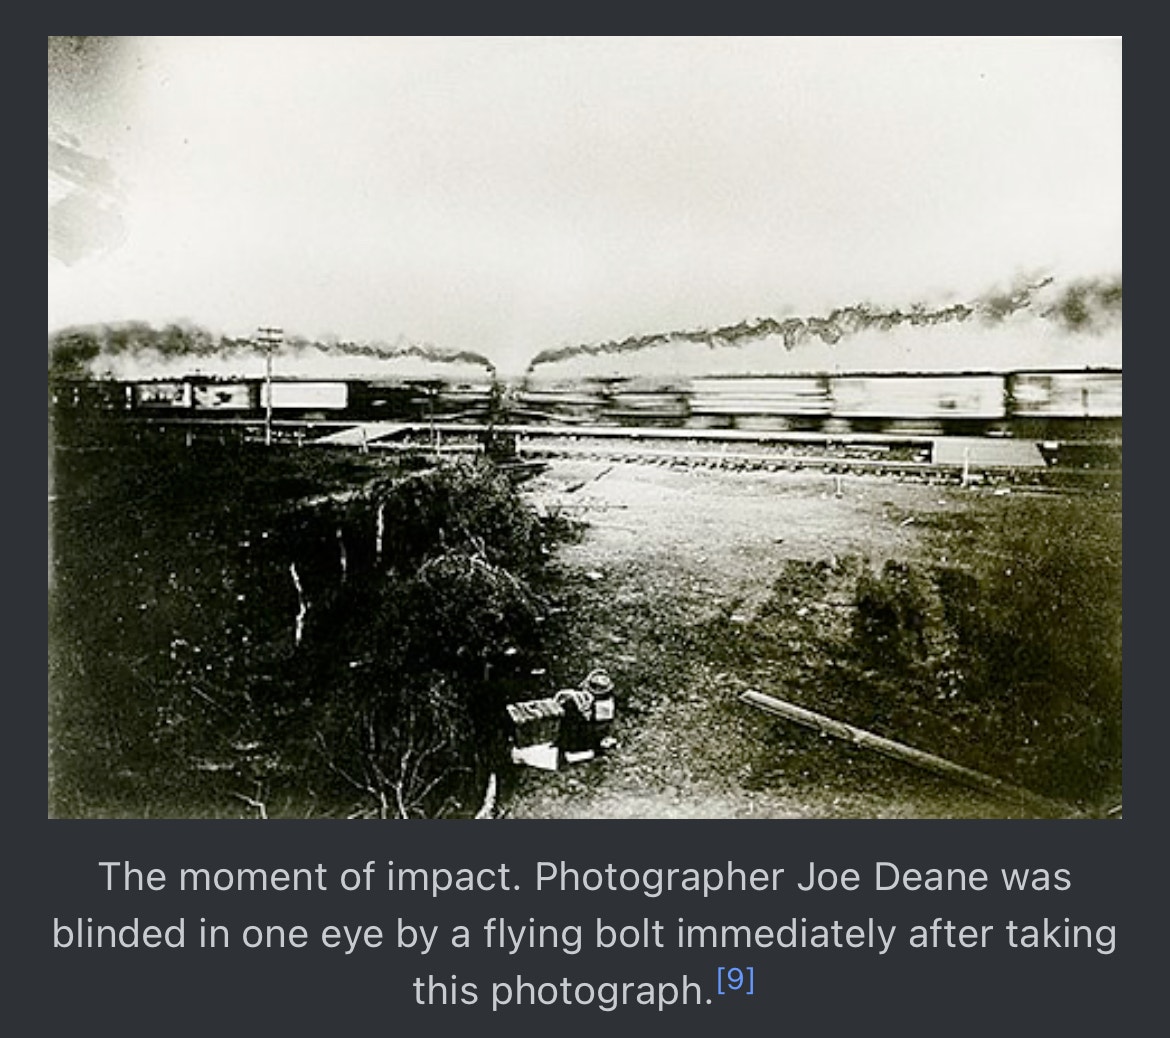 The moment of impact. Photographer Joe Deane was
blinded in one eye by a flying bolt immediately after taking
this photograph.[9]